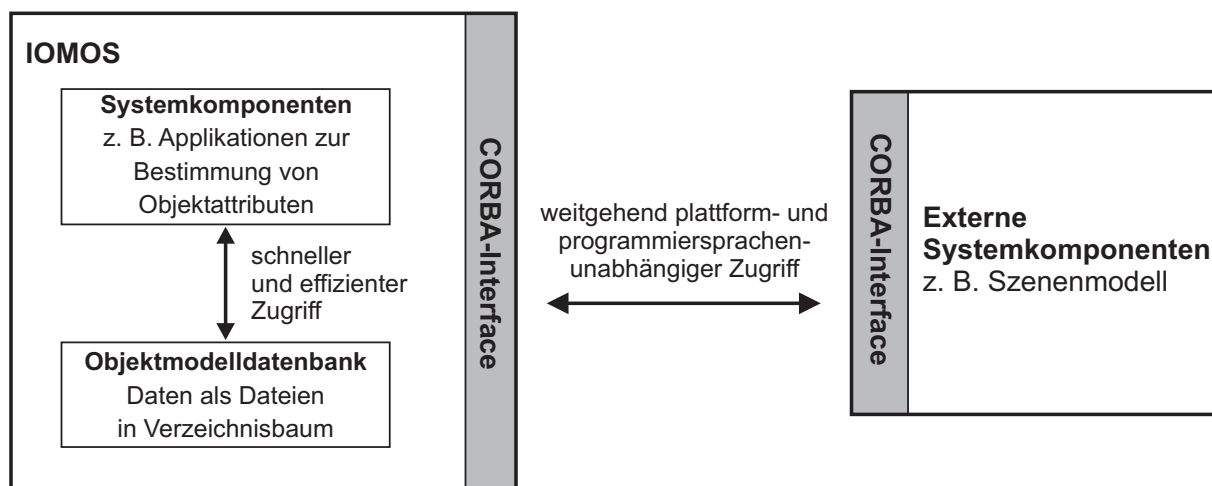 IOMOS
Systemkomponenten
z. B. Applikationen zur
Bestimmung von
Objektattributen
schneller
und effizienter
Zugriff
Objektmodelldatenbank
Daten als Dateien
in Verzeichnisbaum
CORBA-Interface
weitgehend plattform- und
programmiersprachen-
unabhängiger Zugriff
CORBA-Interface
Externe
Systemkomponenten
z. B. Szenenmodell